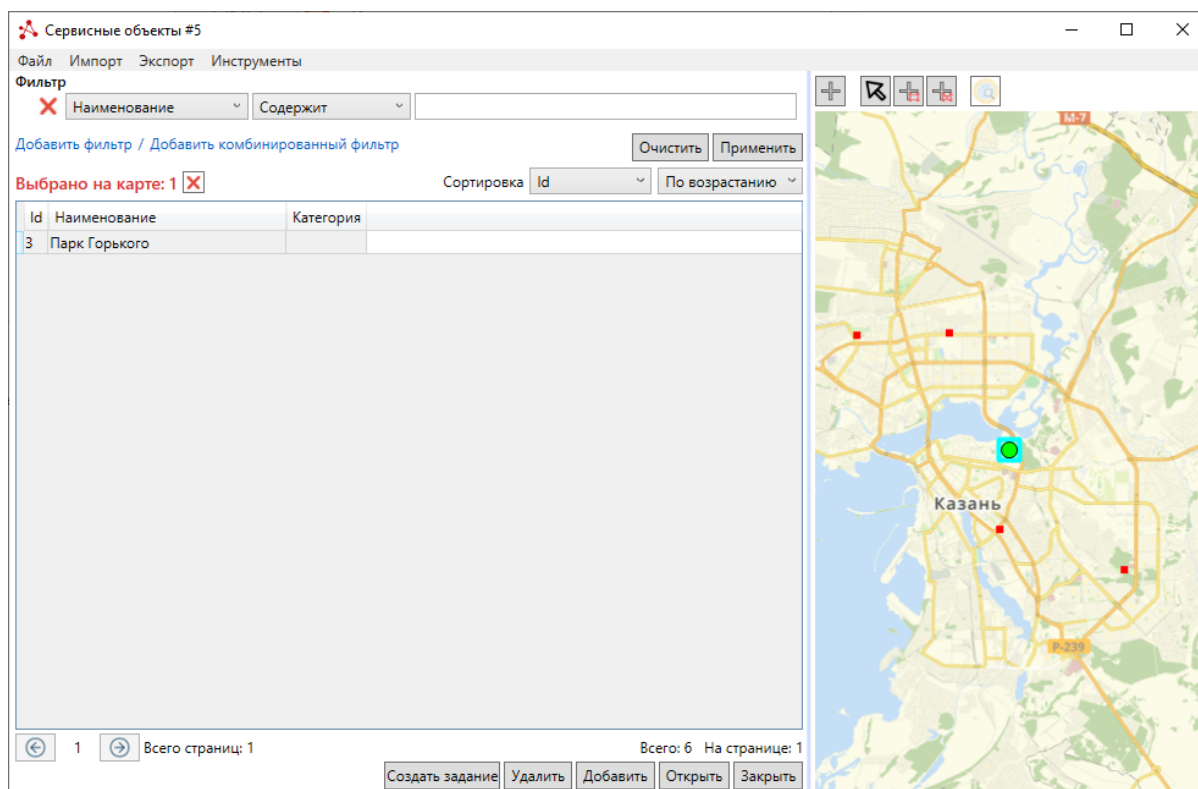 Сервисные объекты #5
Файл Импорт Экспорт Инструменты
Фильтр
Наименование Содержит
Добавить фильтр / Добавить комбинированный фильтр
Очистить Применить
Выбрано на карте: 1
Сортировка Id По возрастанию
Id Наименование Категория
3 Парк Горького
1 Всего страниц: 1
Всего: 6 На странице: 1
Создать задание Удалить Добавить Открыть Закрыть
М-7
Казань
Р-239